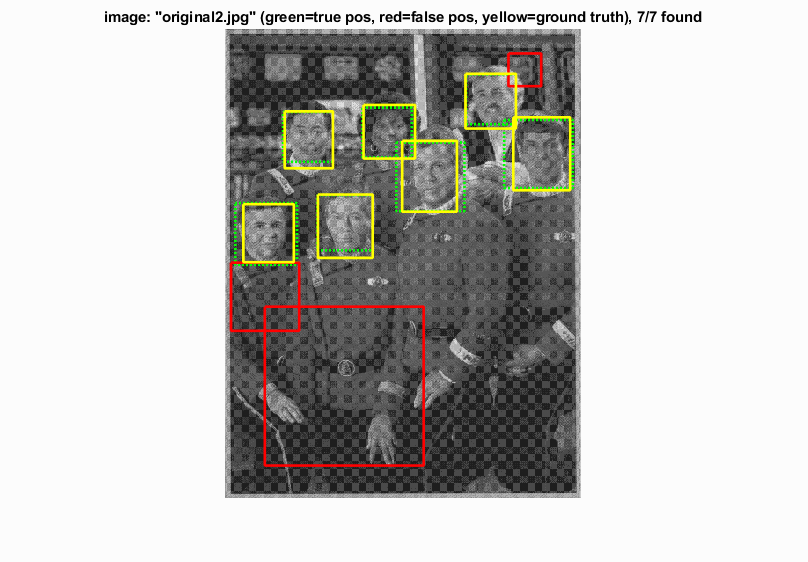 image: "original2.jpg" (green=true pos, red=false pos, yellow=ground truth), 7/7 found